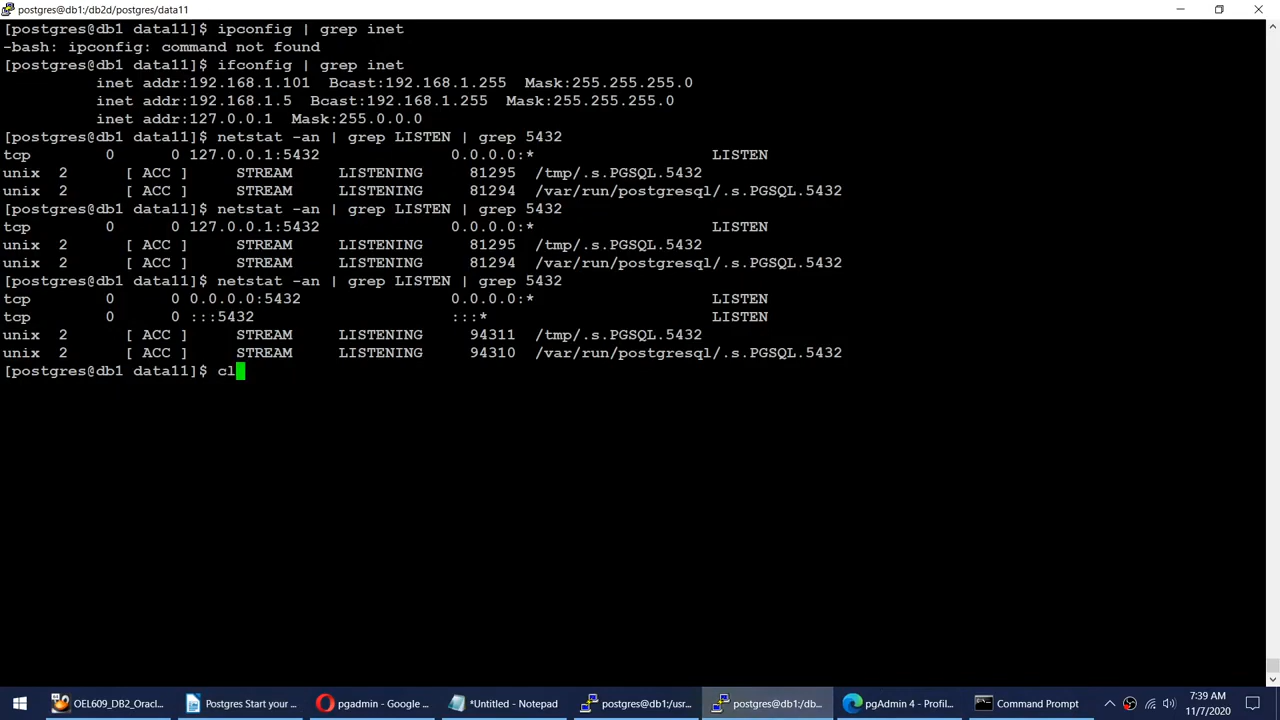 postgres@db1:/db2d/postgres/data11
[postgres@db1 data11]$ ipconfig | grep inet
-bash: ipconfig: command not found
[postgres@db1 data11]$ ifconfig | grep inet
inet addr:192.168.1.101  Bcast:192.168.1.255  Mask:255.255.255.0
inet addr:192.168.1.5  Bcast:192.168.1.255  Mask:255.255.255.0
inet addr:127.0.0.1  Mask:255.0.0.0
[postgres@db1 data11]$ netstat -an | grep LISTEN | grep 5432
tcp        0      0 127.0.0.1:5432              0.0.0.0:*                   LISTEN
unix  2      [ ACC ]     STREAM     LISTENING     81295  /tmp/.s.PGSQL.5432
unix  2      [ ACC ]     STREAM     LISTENING     81294  /var/run/postgresql/.s.PGSQL.5432
[postgres@db1 data11]$ netstat -an | grep LISTEN | grep 5432
tcp        0      0 127.0.0.1:5432              0.0.0.0:*                   LISTEN
unix  2      [ ACC ]     STREAM     LISTENING     81295  /tmp/.s.PGSQL.5432
unix  2      [ ACC ]     STREAM     LISTENING     81294  /var/run/postgresql/.s.PGSQL.5432
[postgres@db1 data11]$ netstat -an | grep LISTEN | grep 5432
tcp        0      0 0.0.0.0:5432                0.0.0.0:*                   LISTEN
tcp        0      0 :::5432                     :::*                        LISTEN
unix  2      [ ACC ]     STREAM     LISTENING     94311  /tmp/.s.PGSQL.5432
unix  2      [ ACC ]     STREAM     LISTENING     94310  /var/run/postgresql/.s.PGSQL.5432
[postgres@db1 data11]$ cl
OEL609_DB2_Oracl... Postgres Start your ... pgadmin - Google ... *Untitled - Notepad postgres@db1:/usr... postgres@db1:/db... pgAdmin 4 - Profil... Command Prompt 7:39 AM
11/7/2020